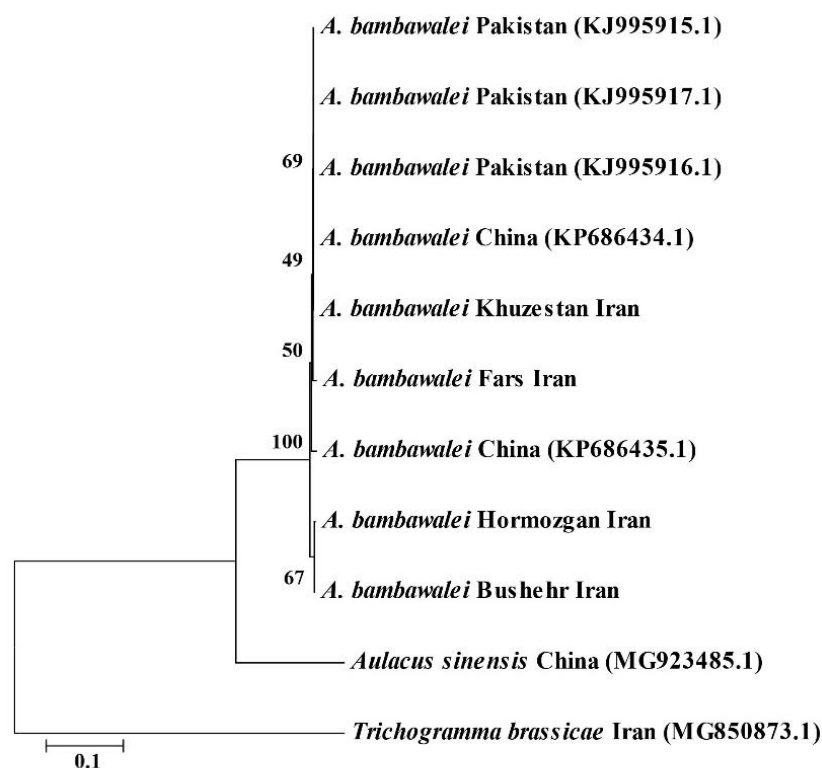 A. bambawalei Pakistan (KJ995915.1)
A. bambawalei Pakistan (KJ995917.1)
69
A. bambawalei Pakistan (KJ995916.1)
A. bambawalei China (KP686434.1)
49
A. bambawalei Khuzestan Iran
50
A. bambawalei Fars Iran
100
A. bambawalei China (KP686435.1)
A. bambawalei Hormozgan Iran
67
A. bambawalei Bushehr Iran
Aulacus sinensis China (MG923485.1)
Trichogramma brassicae Iran (MG850873.1)
0.1